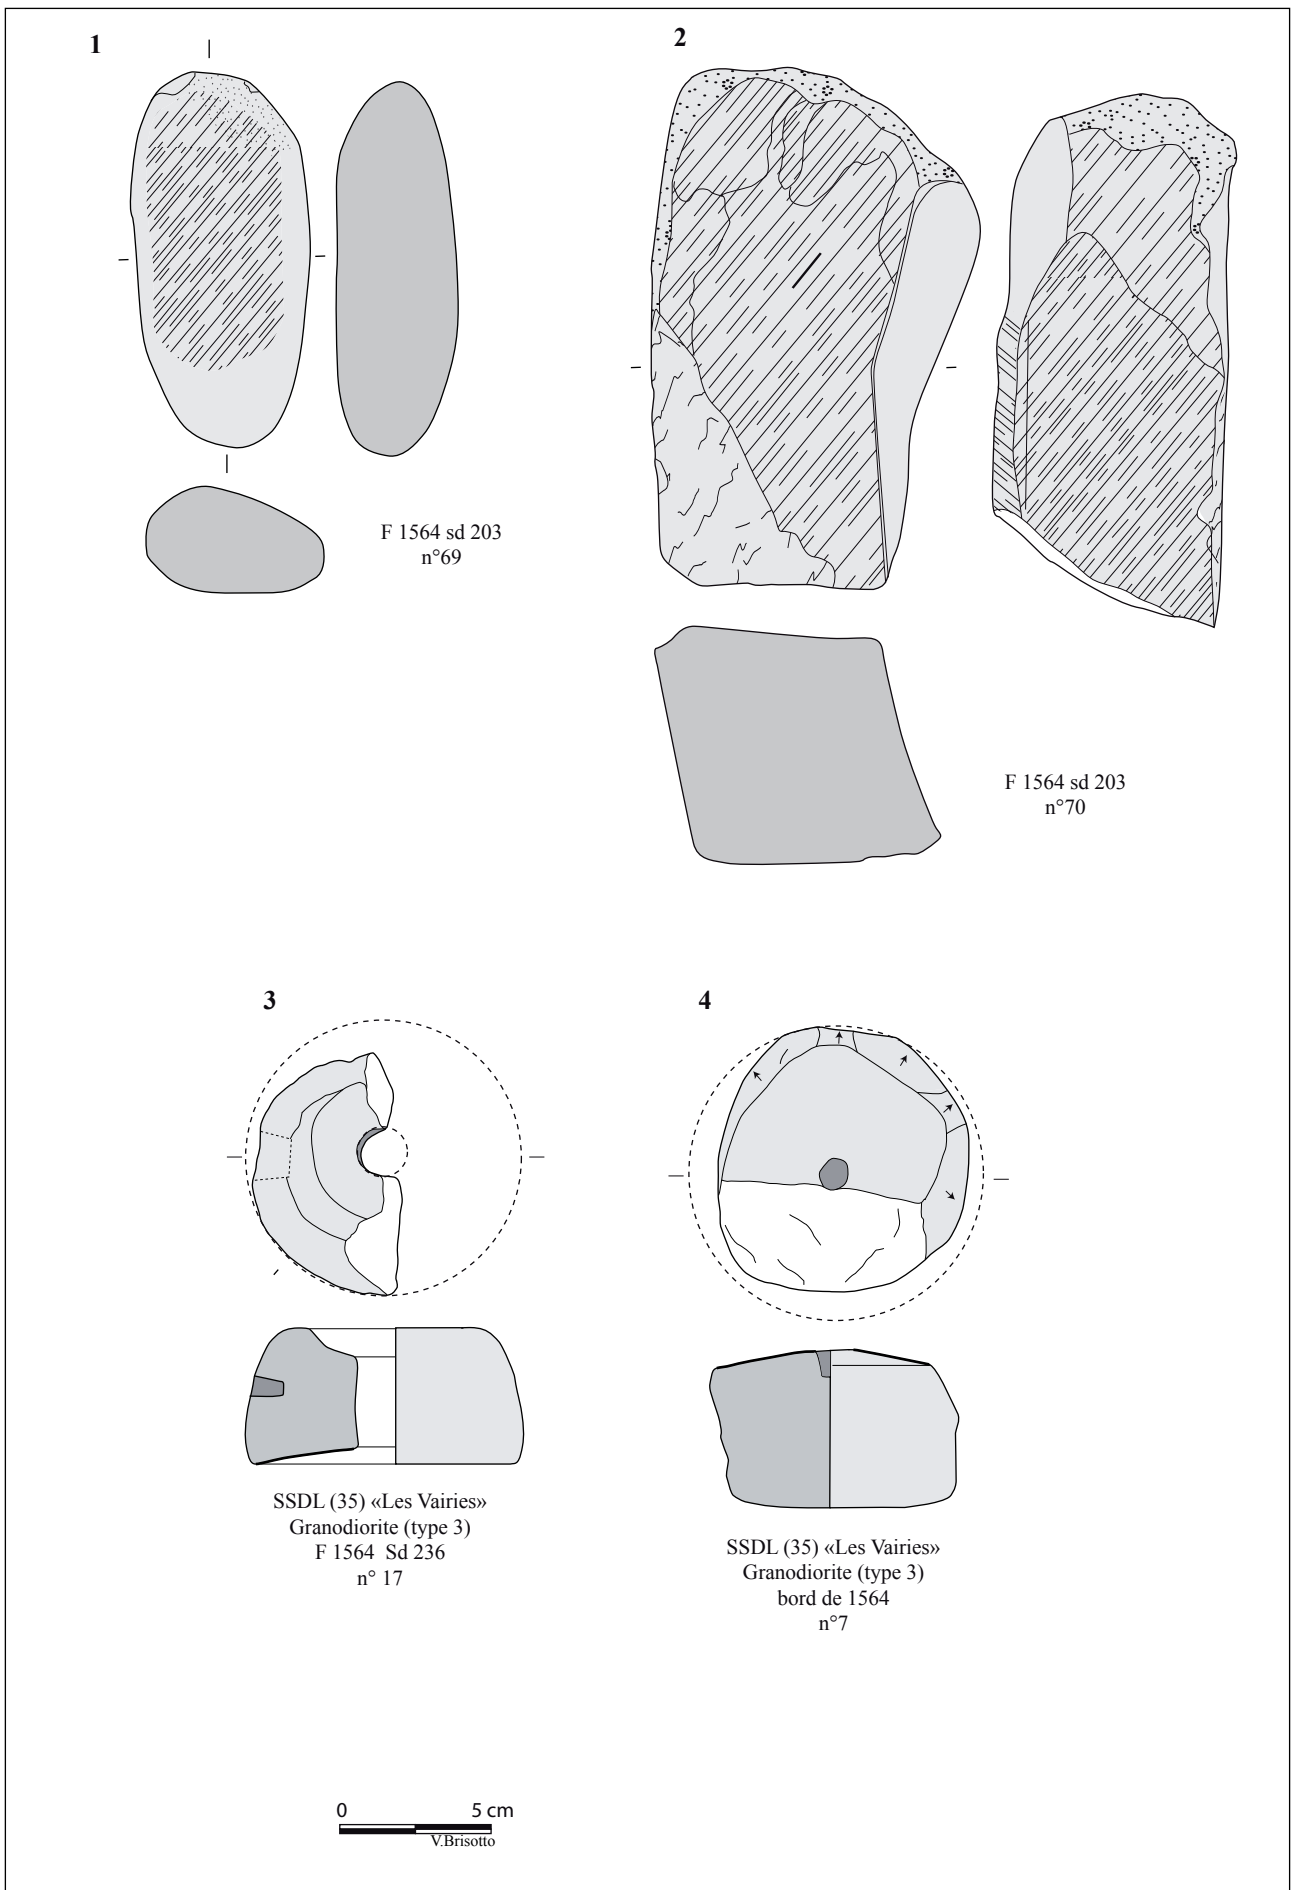 1
2
F 1564 sd 203
n°69
F 1564 sd 203
n°70
3
4
SSDL (35) «Les Vairies»
Granodiorite (type 3)
F 1564 Sd 236
n° 17
SSDL (35) «Les Vairies»
Granodiorite (type 3)
bord de 1564
n°7
0 5 cm
V.Brisotto